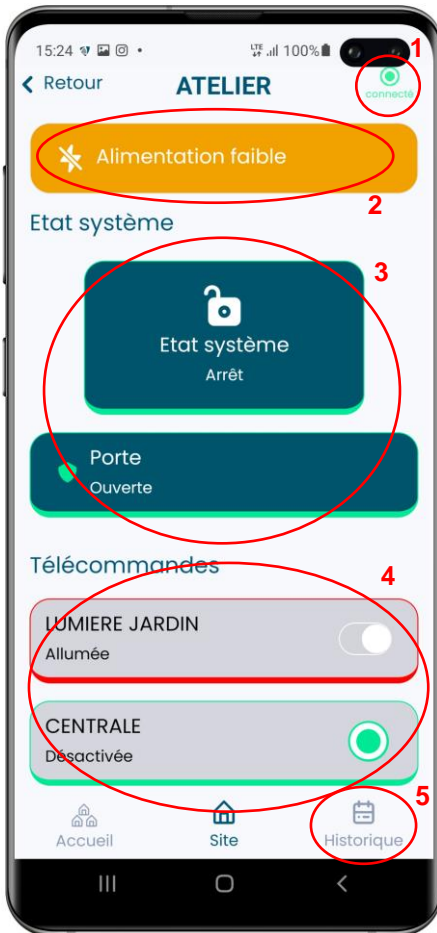 15:24 LTE 100%
1
Retour ATELIER connecté
Alimentation faible
2
Etat système
3
Etat système
Arrêt
Porte
Ouverte
Télécommandes
4
LUMIERE JARDIN
Allumée
CENTRALE
Désactivée
5
Accueil Site Historique